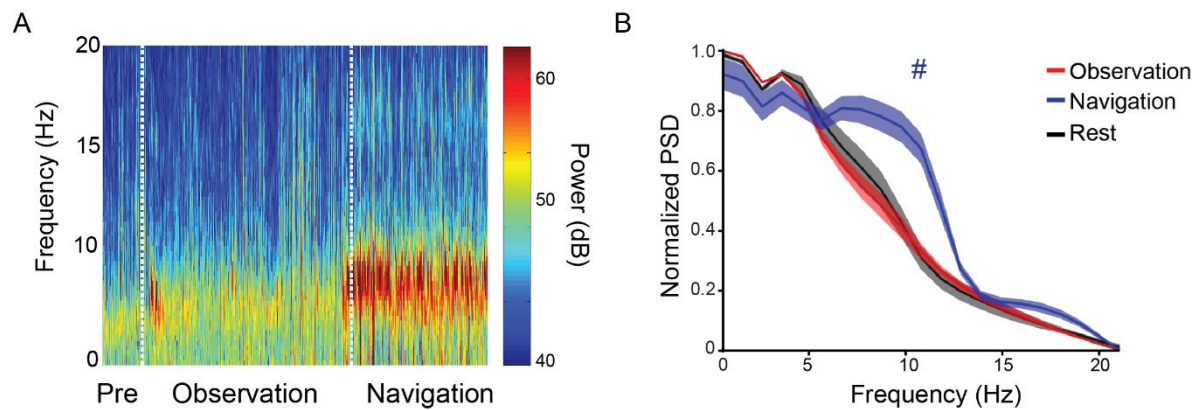 A
Frequency (Hz)
20
15
10
0
Pre
Observation
Navigation
60
50
40
Power (dB)
B
Normalized PSD
1.0
0.8
0.6
0.4
0.2
0
0
5
10
15
20
Frequency (Hz)
#
Observation
Navigation
Rest